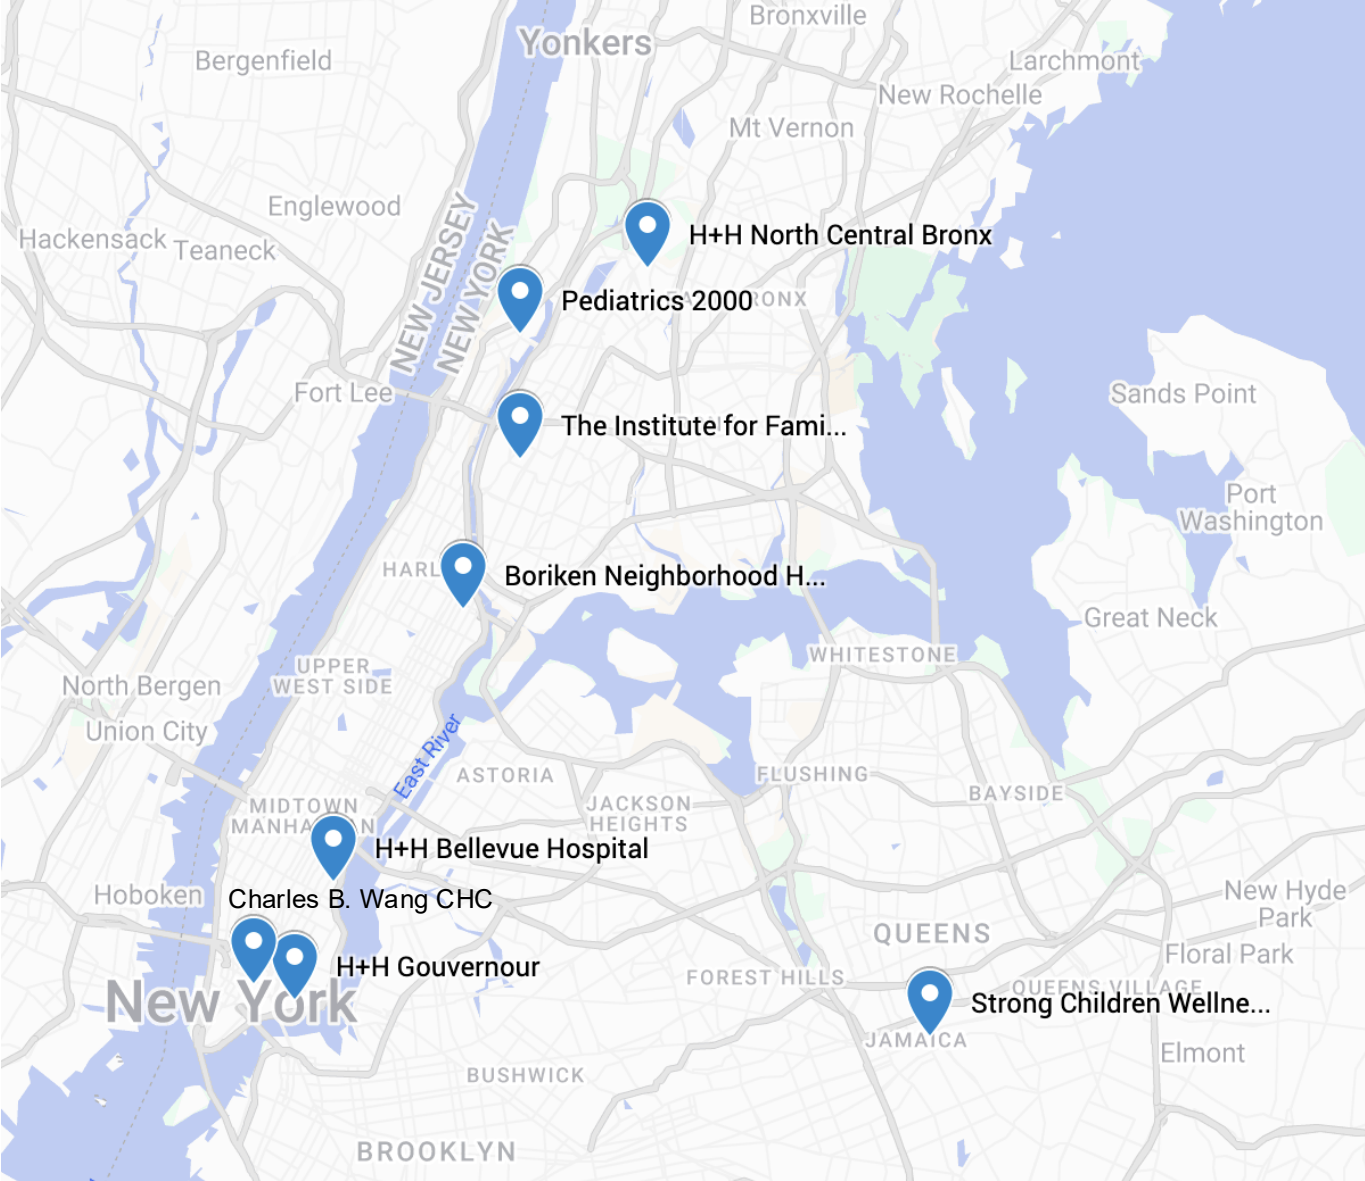 Bronxville
Yonkers
Bergenfield
Larchmont
New Rochelle
Mt Vernon
Englewood
Hackensack
Teaneck
NEW JERSEY
NEW YORK
H+H North Central Bronx
Pediatrics 2000
RONX
Fort Lee
Sands Point
The Institute for Fami...
Port
Washington
HARL
Boriken Neighborhood H...
Great Neck
WHITESTONE
UPPER
WEST SIDE
North Bergen
Union City
East River
ASTORIA
FLUSHING
BAYSIDE
JACKSON
HEIGHTS
MIDTOWN
MANHATTAN
H+H Bellevue Hospital
Hoboken
Charles B. Wang CHC
New Hyde
Park
QUEENS
Floral Park
H+H Gouvernour
FOREST HILLS
QUEENS VILLAGE
New York
Strong Children Wellne...
JAMAICA
Elmont
BUSHWICK
BROOKLYN